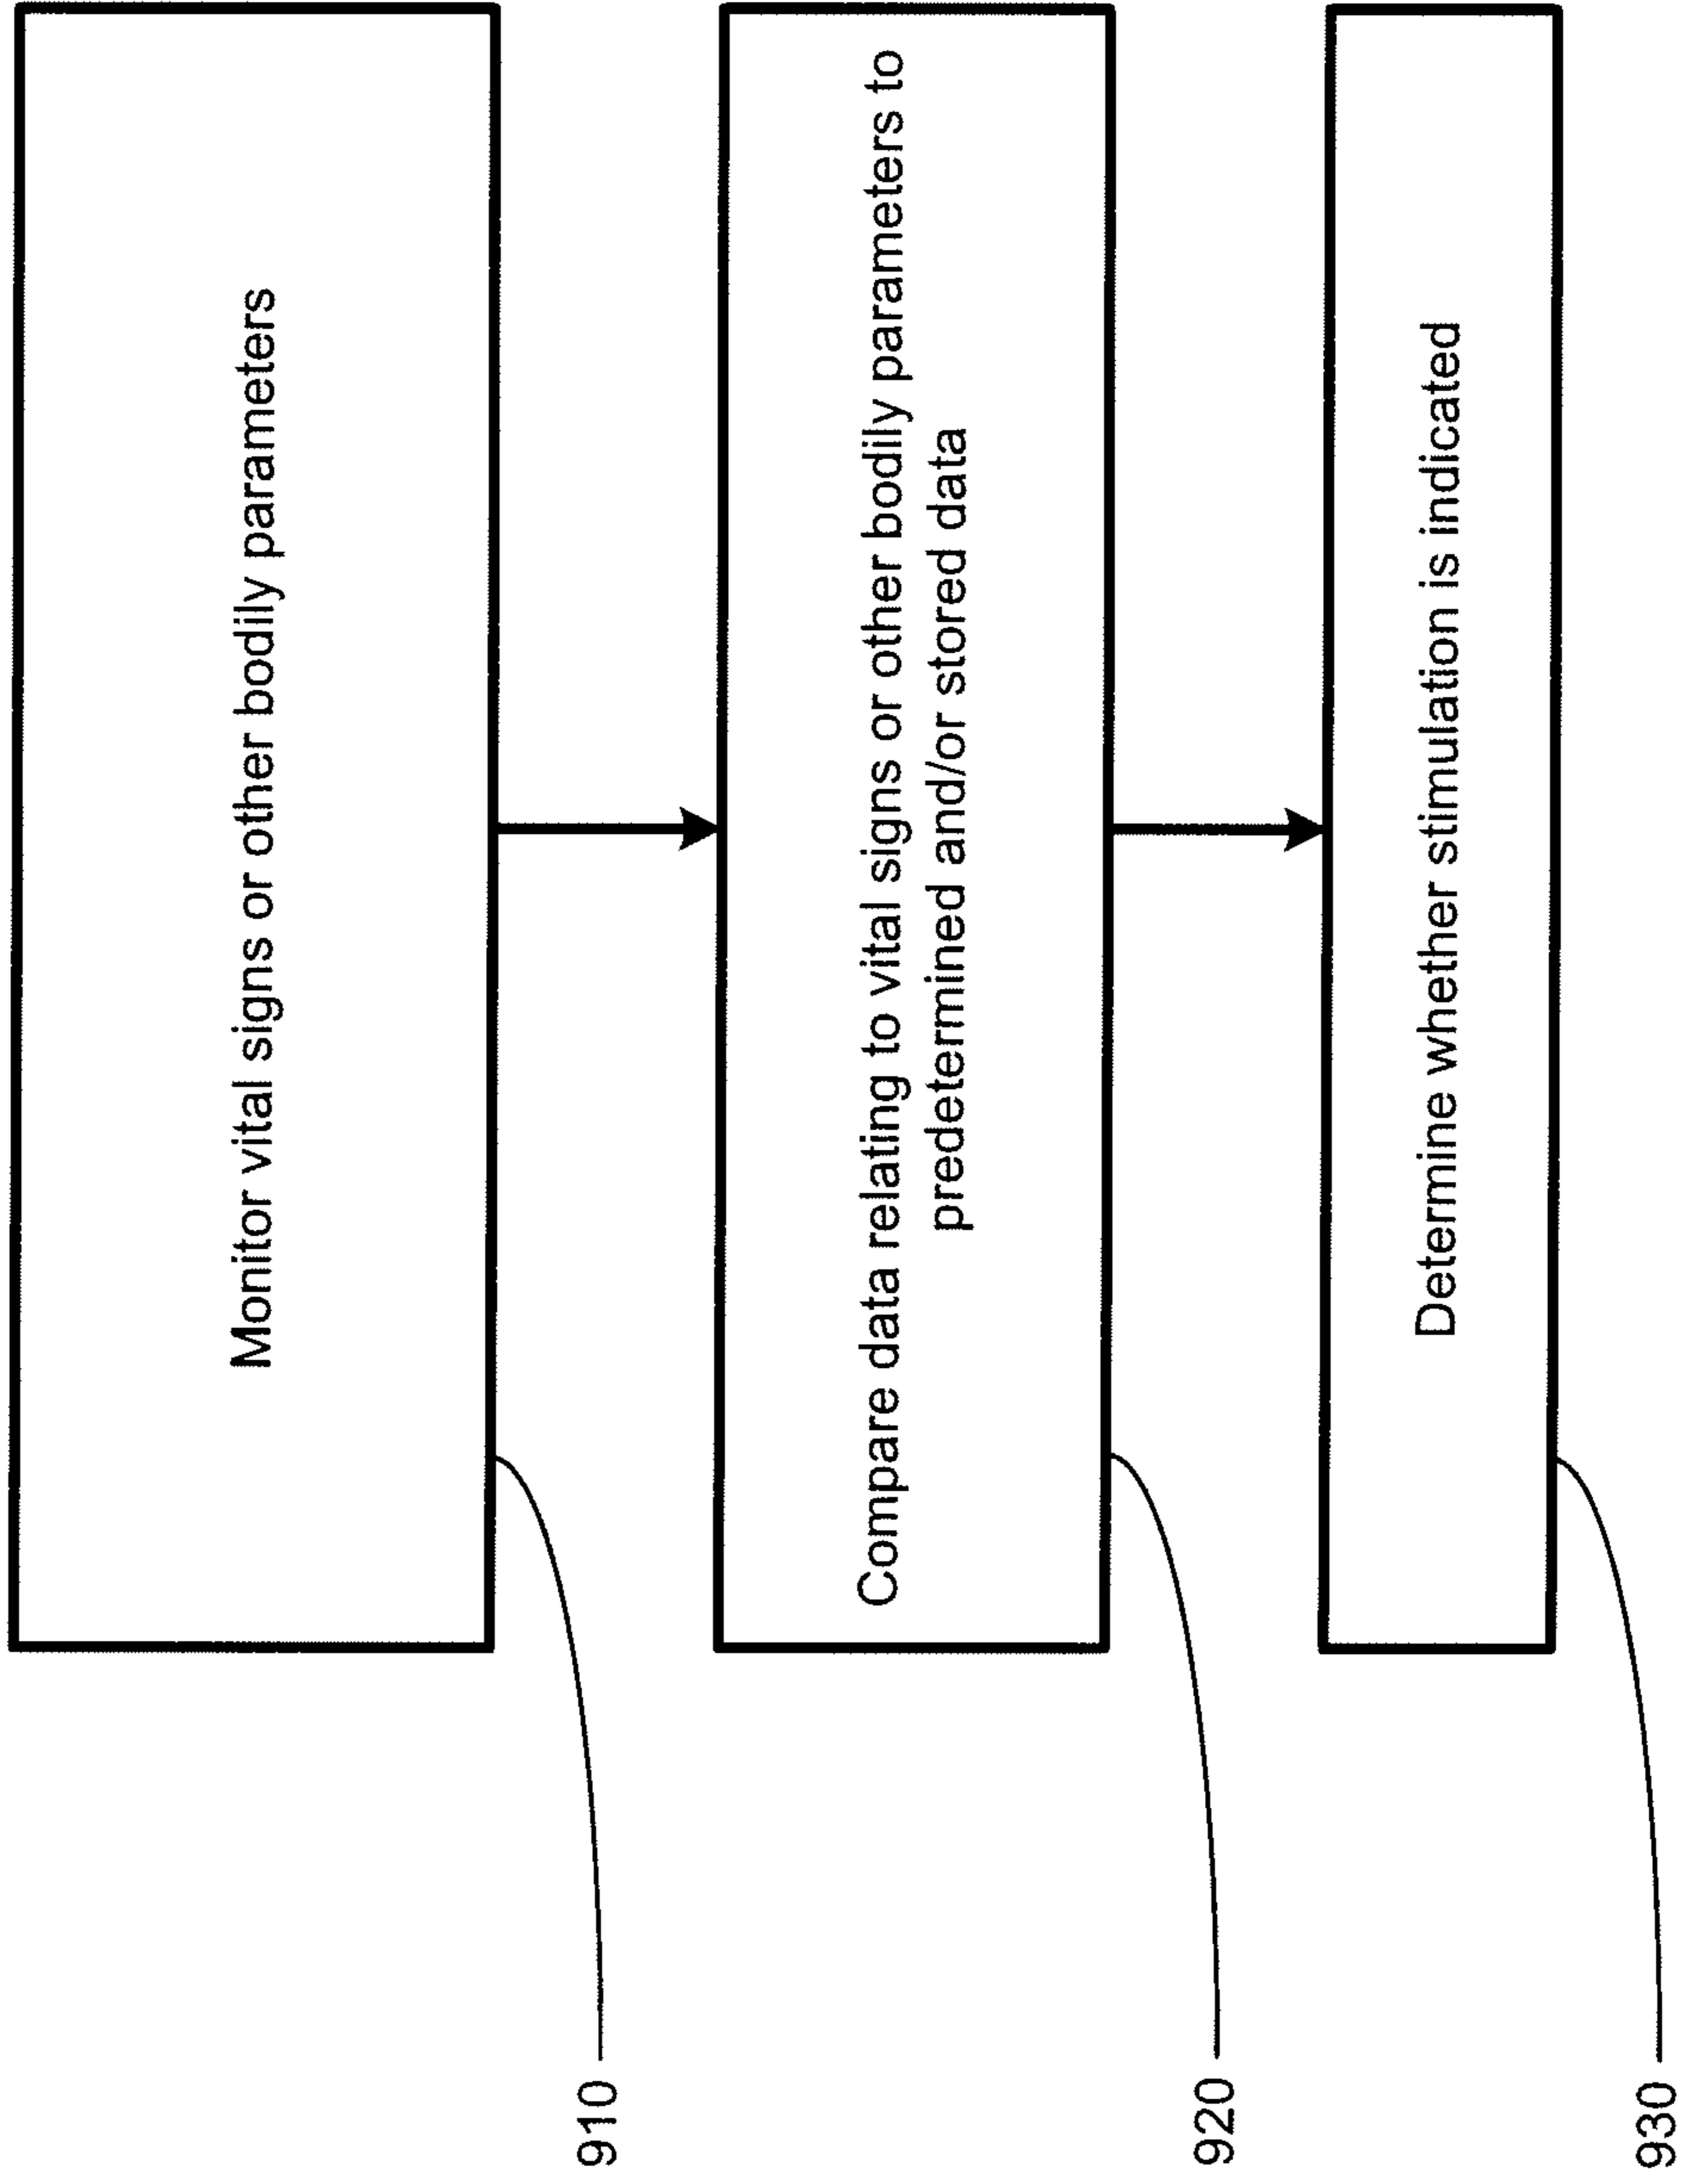 Monitor vital signs or other bodily parameters
910
Compare data relating to vital signs or other bodily parameters to
predetermined and/or stored data
920
Determine whether stimulation is indicated
930